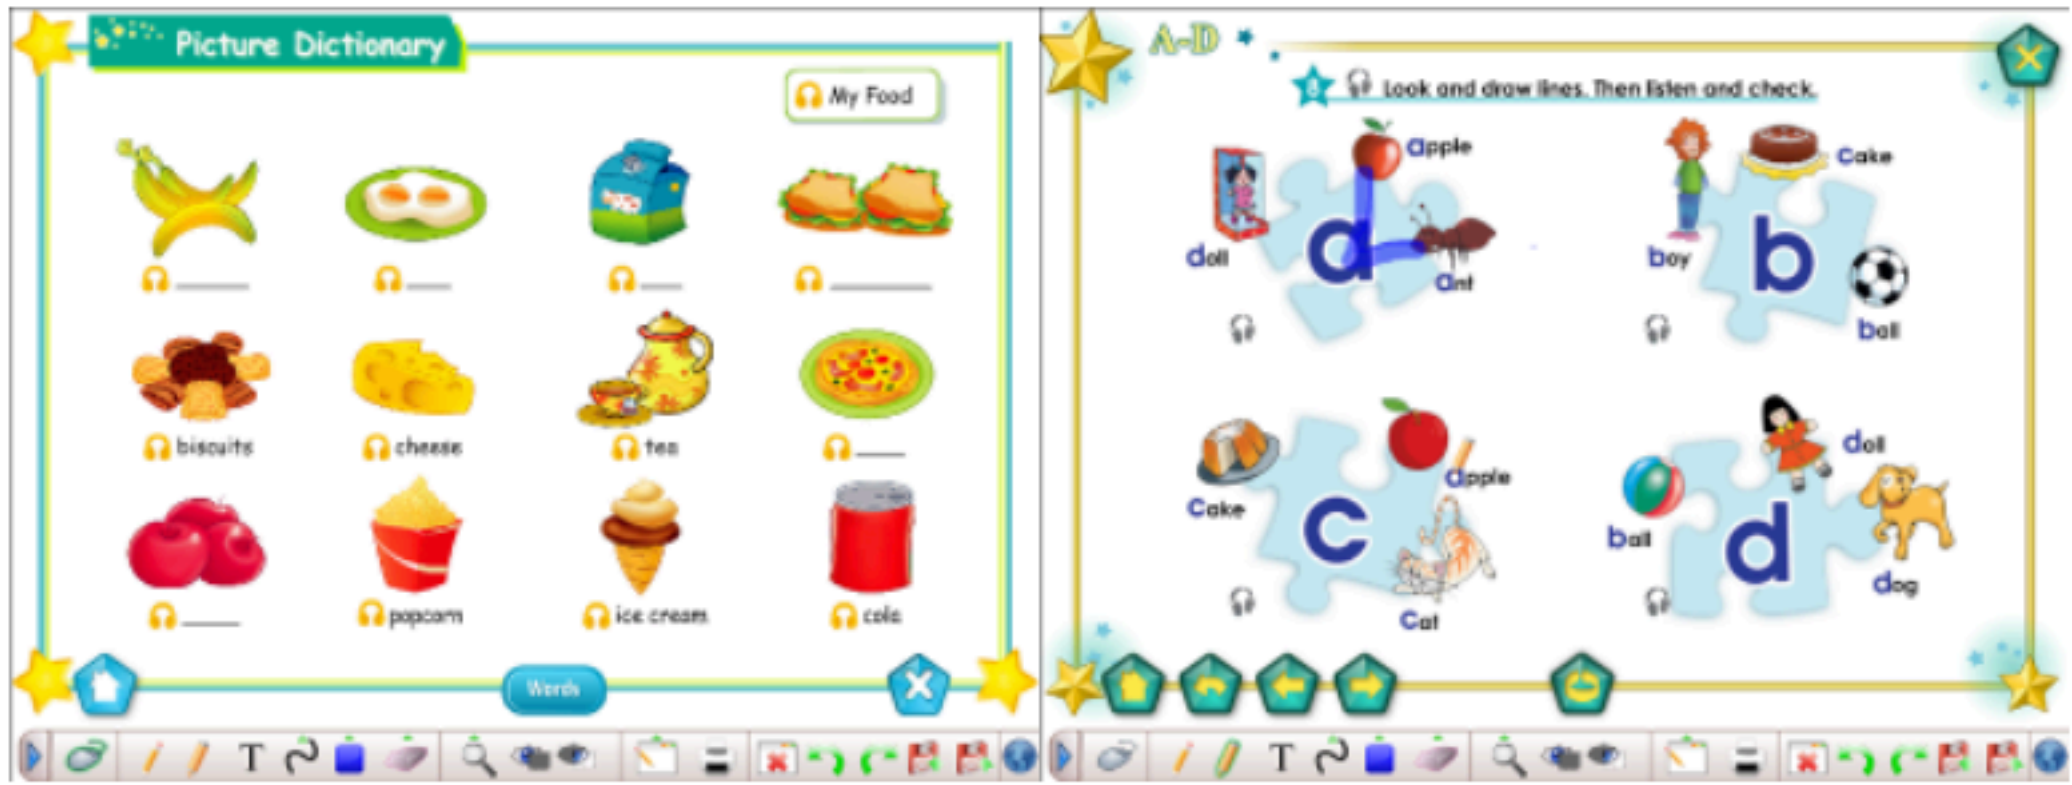 Picture Dictionary
My Food
biscuits
cheese
tea
popcorn
ice cream
cola
Words
T
A-D
8 Look and draw lines. Then listen and check.
apple
doll
ant
a
cake
boy
b
ball
cake
apple
c
cat
doll
ball
d
dog
T